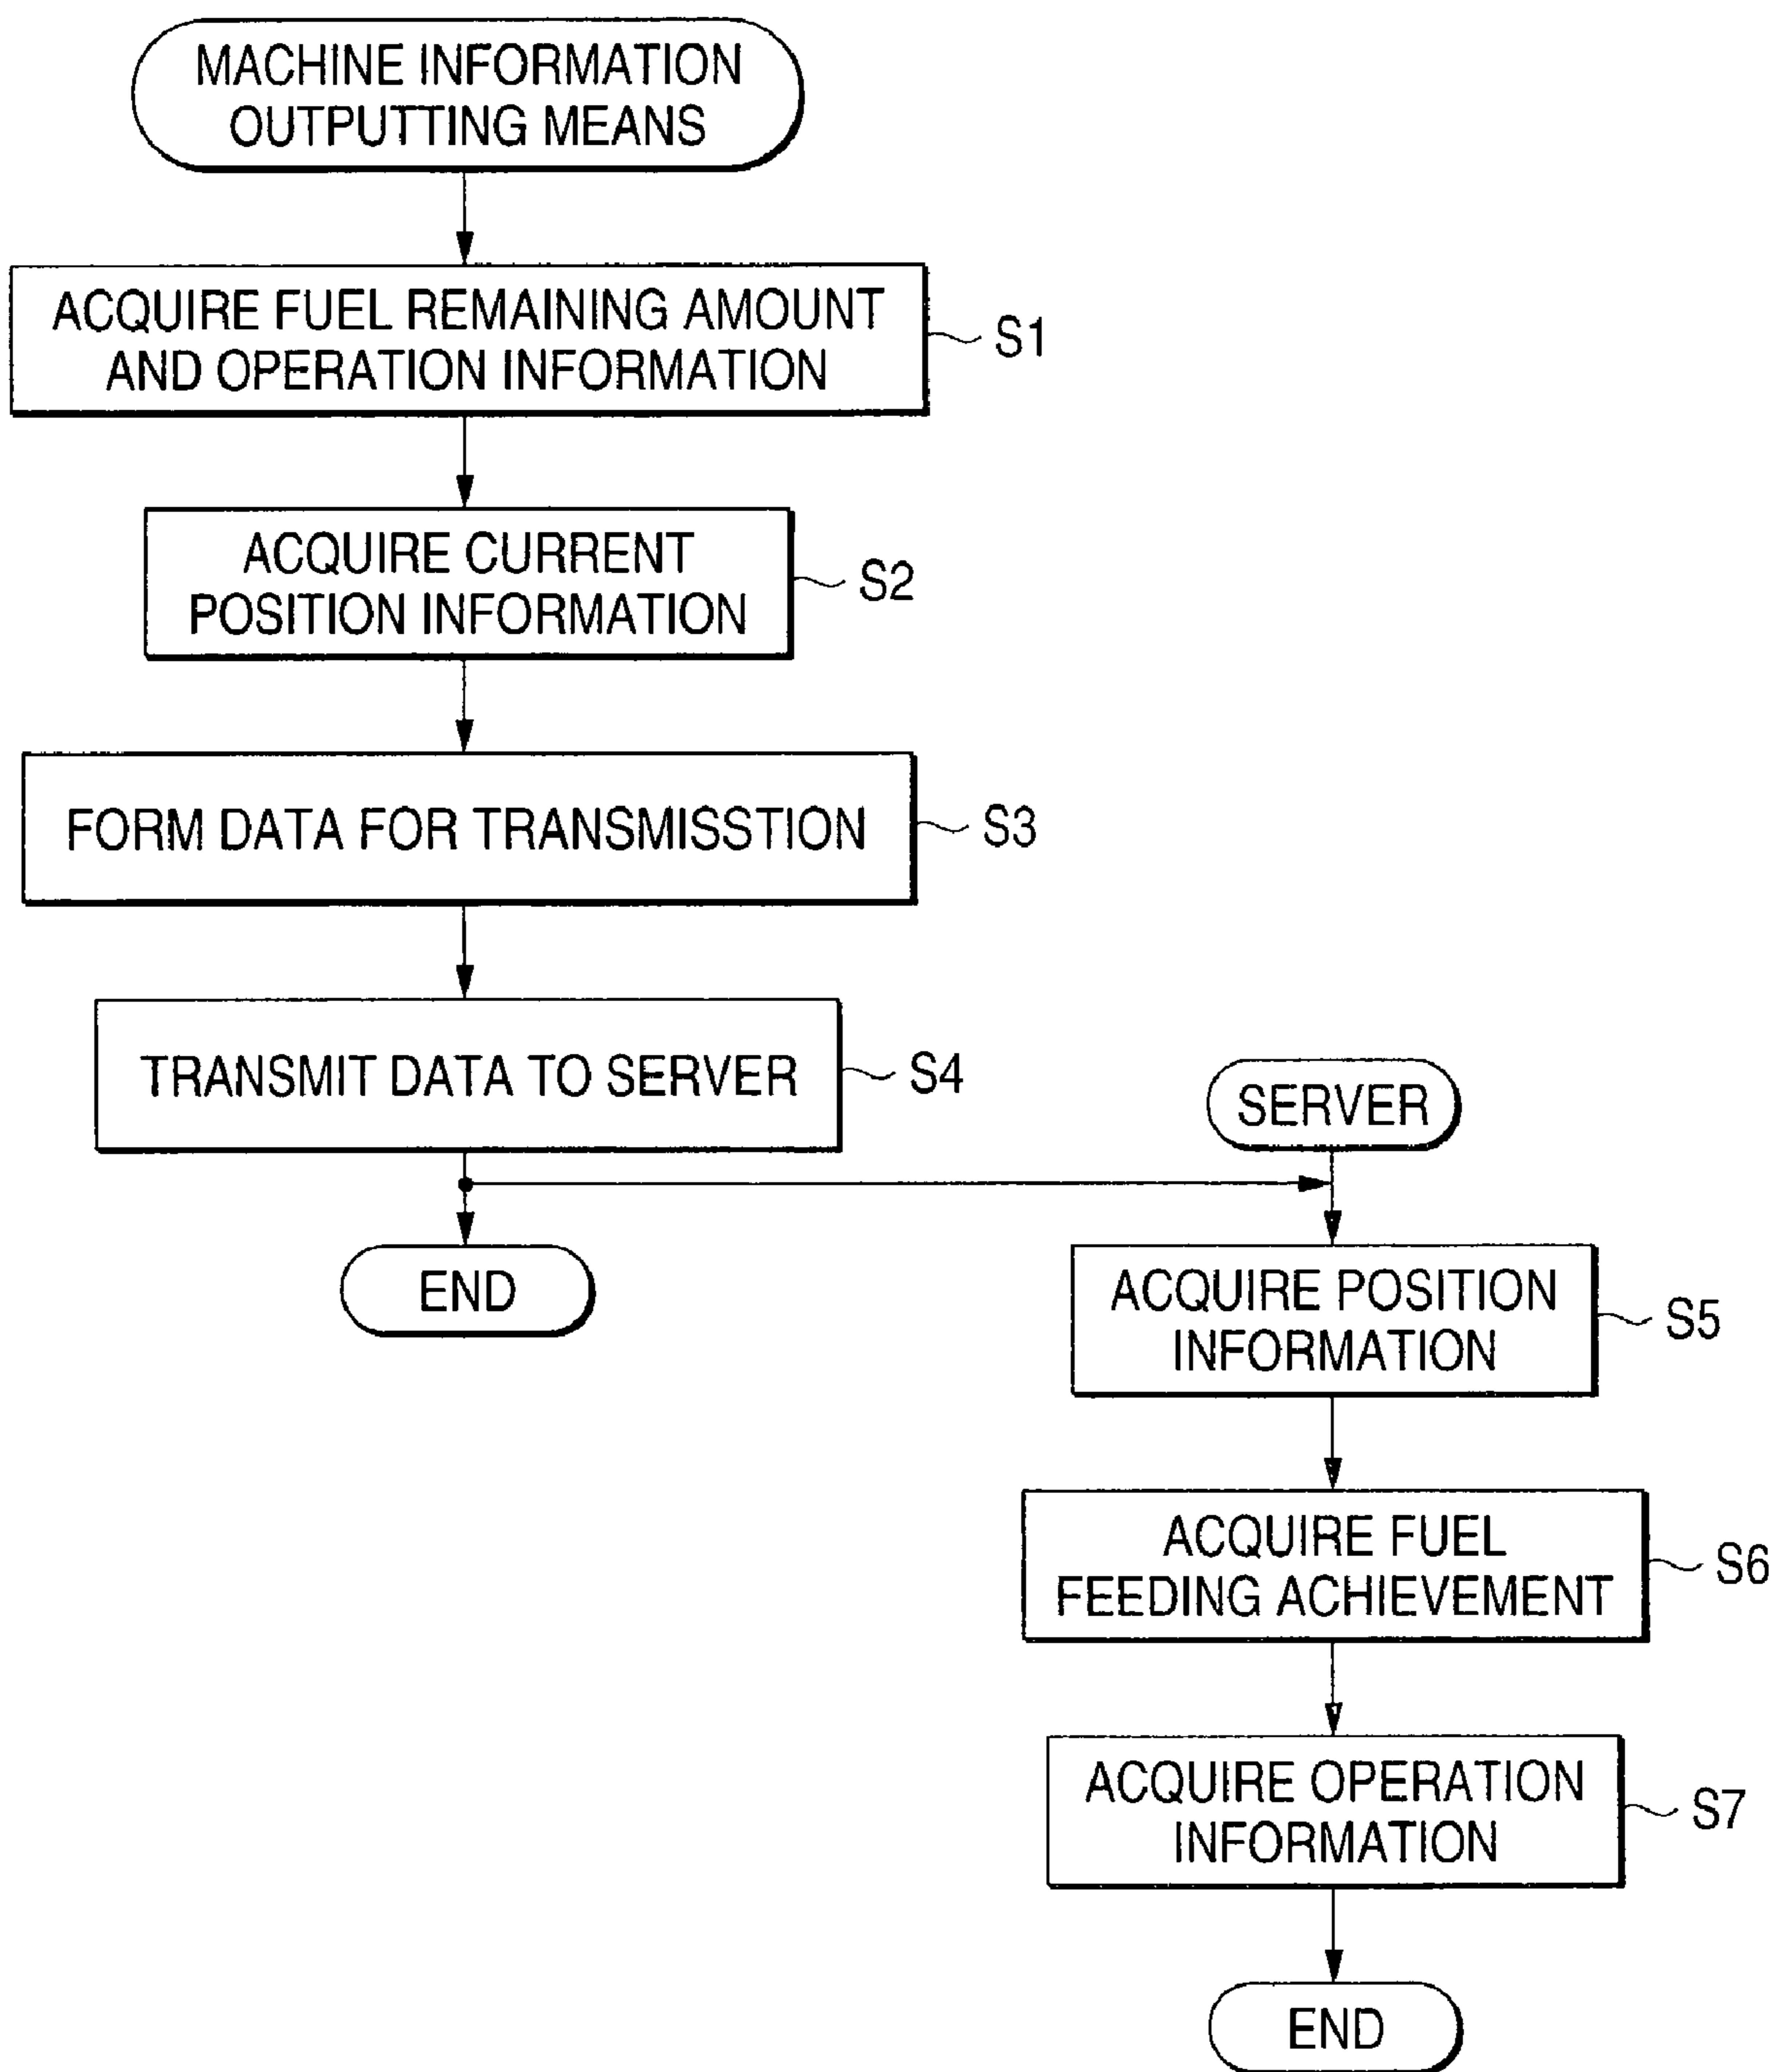 MACHINE INFORMATION
OUTPUTTING MEANS
ACQUIRE FUEL REMAINING AMOUNT
AND OPERATION INFORMATION
S1
ACQUIRE CURRENT
POSITION INFORMATION
S2
FORM DATA FOR TRANSMISSTION
S3
TRANSMIT DATA TO SERVER
S4
END
SERVER
ACQUIRE POSITION
INFORMATION
S5
ACQUIRE FUEL
FEEDING ACHIEVEMENT
S6
ACQUIRE OPERATION
INFORMATION
S7
END